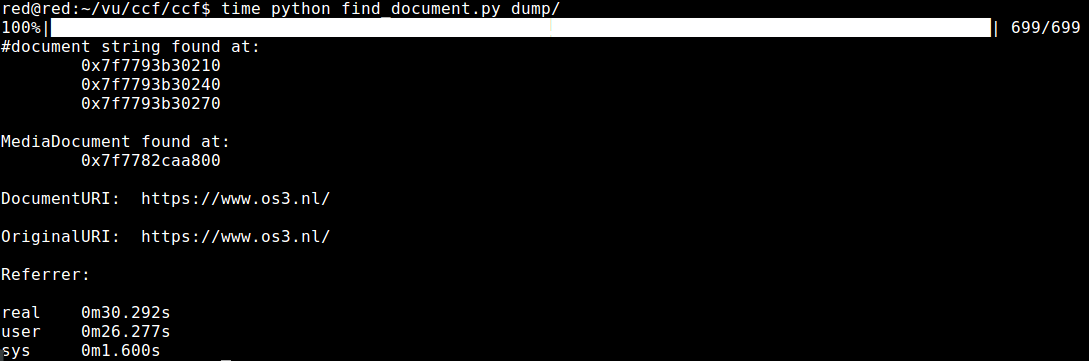 red@red:~/vu/ccf/ccf$ time python find_document.py dump/
100%| | 699/699
#document string found at:
0x7f7793b30210
0x7f7793b30240
0x7f7793b30270
MediaDocument found at:
0x7f7782caa800
DocumentURI: https://www.os3.nl/
OriginalURI: https://www.os3.nl/
Referrer:
real 0m30.292s
user 0m26.277s
sys 0m1.600s